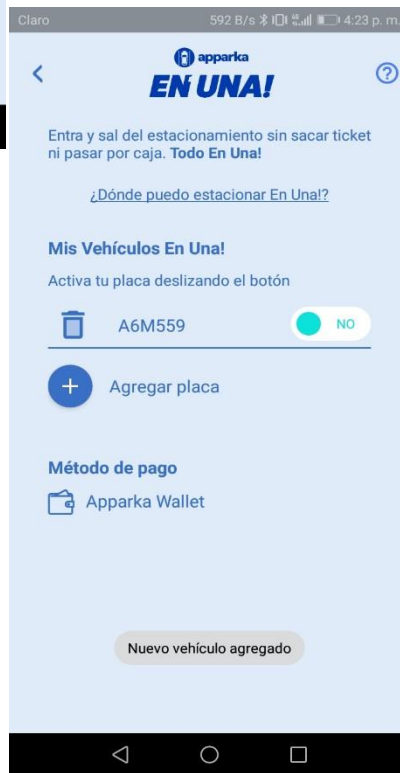 Claro 592 B/s 4G 4:23 p. m.
apparka
EN UNA!
Entra y sal del estacionamiento sin sacar ticket
ni pasar por caja. Todo En Una!
¿Dónde puedo estacionar En Una!?
Mis Vehículos En Una!
Activa tu placa deslizando el botón
A6M559 NO
Agregar placa
Método de pago
Apparka Wallet
Nuevo vehículo agregado